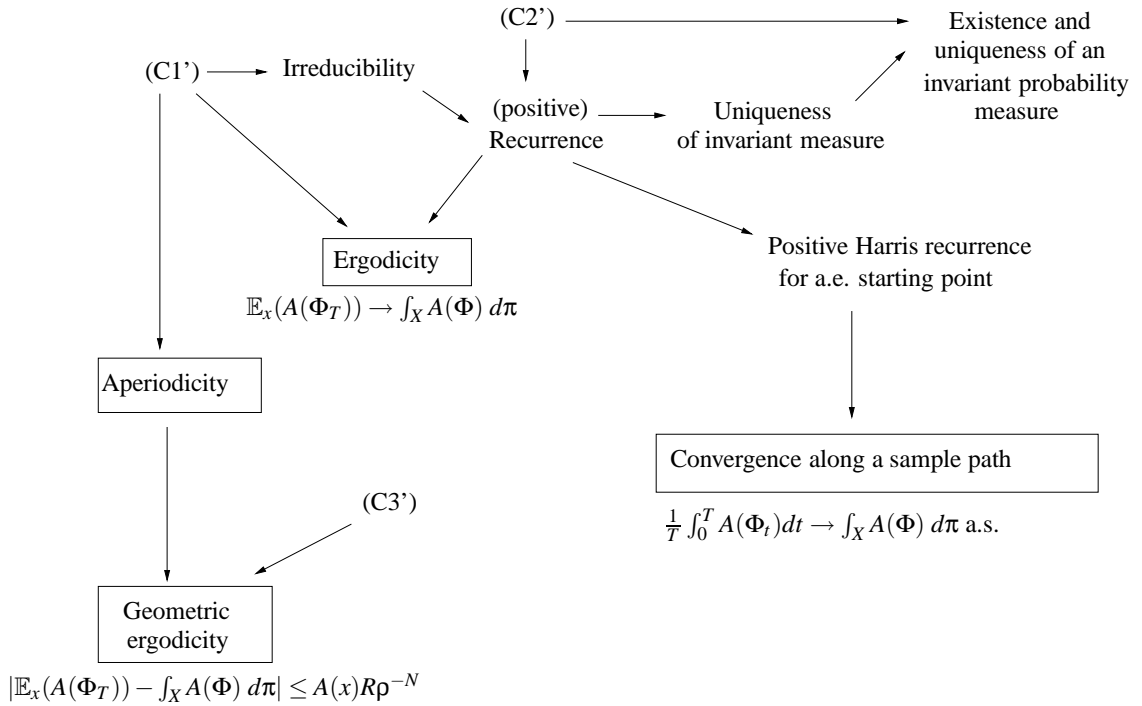 (C2’)
Existence and
uniqueness of an
invariant probability
measure
(C1’)
Irreducibility
(positive)
Recurrence
Uniqueness
of invariant measure
Ergodicity
𝔼ₓ(A(Φ_T)) → ∫_X A(Φ) dπ
Positive Harris recurrence
for a.e. starting point
Aperiodicity
Convergence along a sample path
1/T ∫₀ᵀ A(Φₜ)dt → ∫_X A(Φ) dπ a.s.
(C3’)
Geometric
ergodicity
|𝔼ₓ(A(Φ_T)) − ∫_X A(Φ) dπ| ≤ A(x)Rρ⁻ᴺ